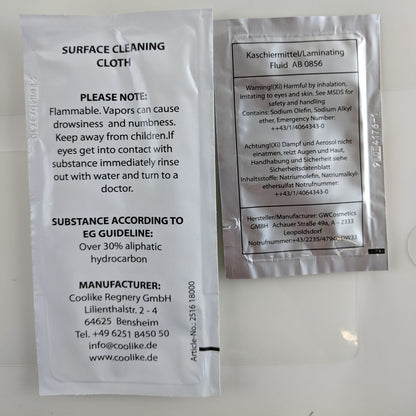 SURFACE CLEANING
CLOTH
PLEASE NOTE:
Flammable. Vapors can cause
drowsiness and numbness.
Keep away from children.If
eyes get into contact with
substance immediately rinse
out with water and turn to a
doctor.
SUBSTANCE ACCORDING TO
EG GUIDELINE:
Over 30% aliphatic
hydrocarbon
MANUFACTURER:
Coolike Regnery GmbH
Lilienthalstr. 2 - 4
64625 Bensheim
Tel. +49 6251 8450 50
info@coolike.de
www.coolike.de
Article-No.: 2516 18000
Kaschiermittel/Laminating
Fluid AB 0856
Warning!(Xi) Harmful by inhalation,
Irritating to eyes and skin. See MSDS for
safety and handling
Contains: Sodium Olefin, Sodium Alkyl
ether, Emergency Number:
++43/1/4064343-0
Achtung!(Xi) Dampf und Aerosol nicht
einatmen, reizt Augen und Haut,
Handhabung und Sicherheit siehe
Sicherheitsdatenblatt
Inhaltsstoffe: Natriumolefin, Natriumalkyl-
ethersulfat Notrufnummer:
++43/1/4064343-0
Hersteller/Manufacturer: GWCosmetics
GMBH Achauer Straße 49a, A - 2333
Leopoldsdorf
Notrufnummer:+43/2235/47940 DW33